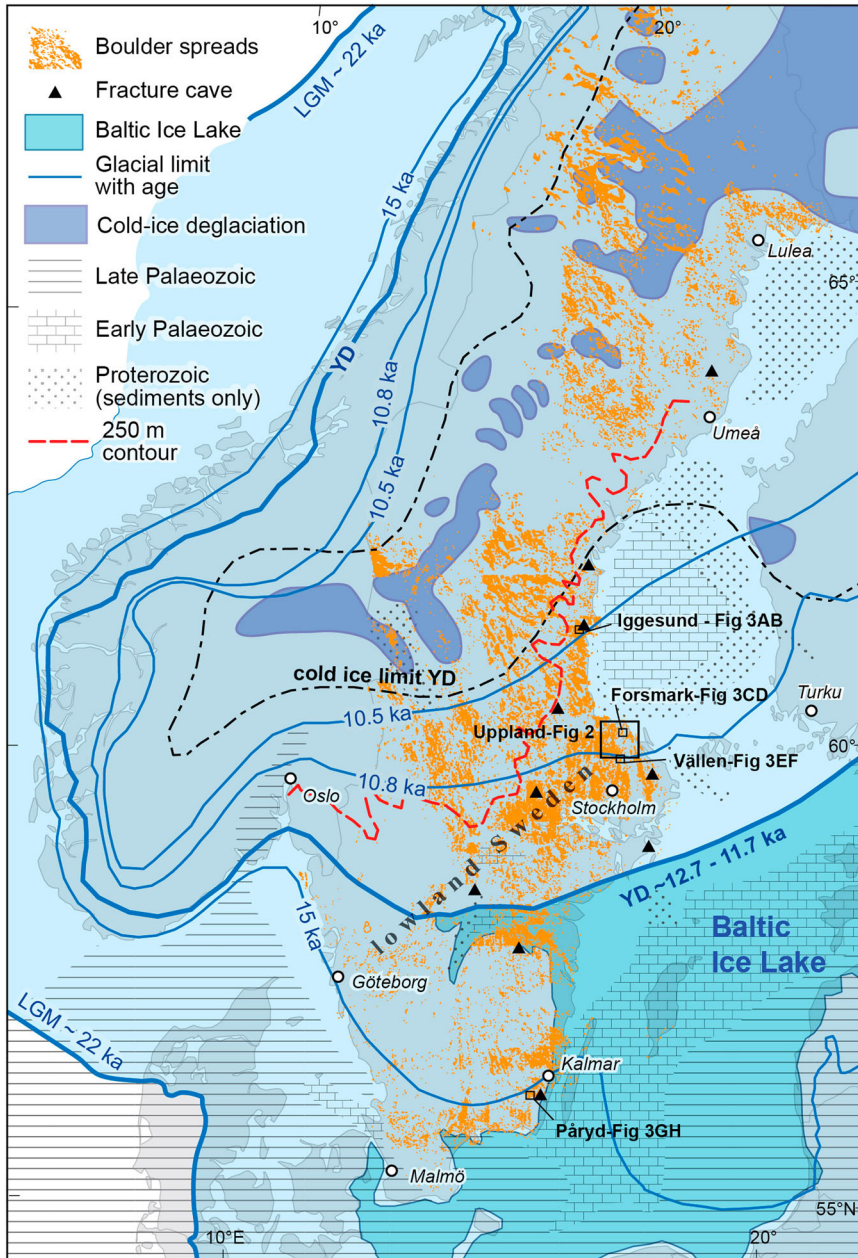 10°
20°
Boulder spreads
Fracture cave
Baltic Ice Lake
Glacial limit
with age
Cold-ice deglaciation
Late Palaeozoic
Early Palaeozoic
Proterozoic
(sediments only)
250 m
contour
LGM ~ 22 ka
15 ka
YD
10.8 ka
10.5 ka
Lulea
65°
Umeå
Iggesund - Fig 3AB
cold ice limit YD
Forsmark-Fig 3CD
Turku
10.5 ka
Uppland-Fig 2
60°
Vällen-Fig 3EF
10.8 ka
Oslo
Stockholm
lowland Sweden
YD ~12.7 - 11.7 ka
15 ka
Baltic
Ice Lake
Göteborg
LGM ~ 22 ka
Kalmar
Påryd-Fig 3GH
Malmö
55°N
10°E
20°